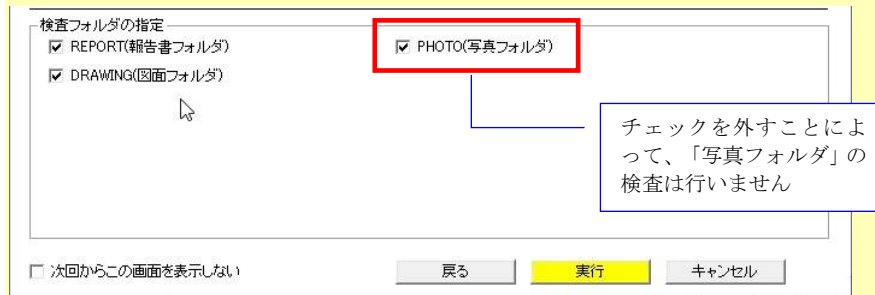 検査フォルダの指定
REPORT(報告書フォルダ)
PHOTO(写真フォルダ)
DRAWING(図面フォルダ)
チェックを外すことによ
って、「写真フォルダ」の
検査は行いません
次回からこの画面を表示しない
戻る
実行
キャンセル